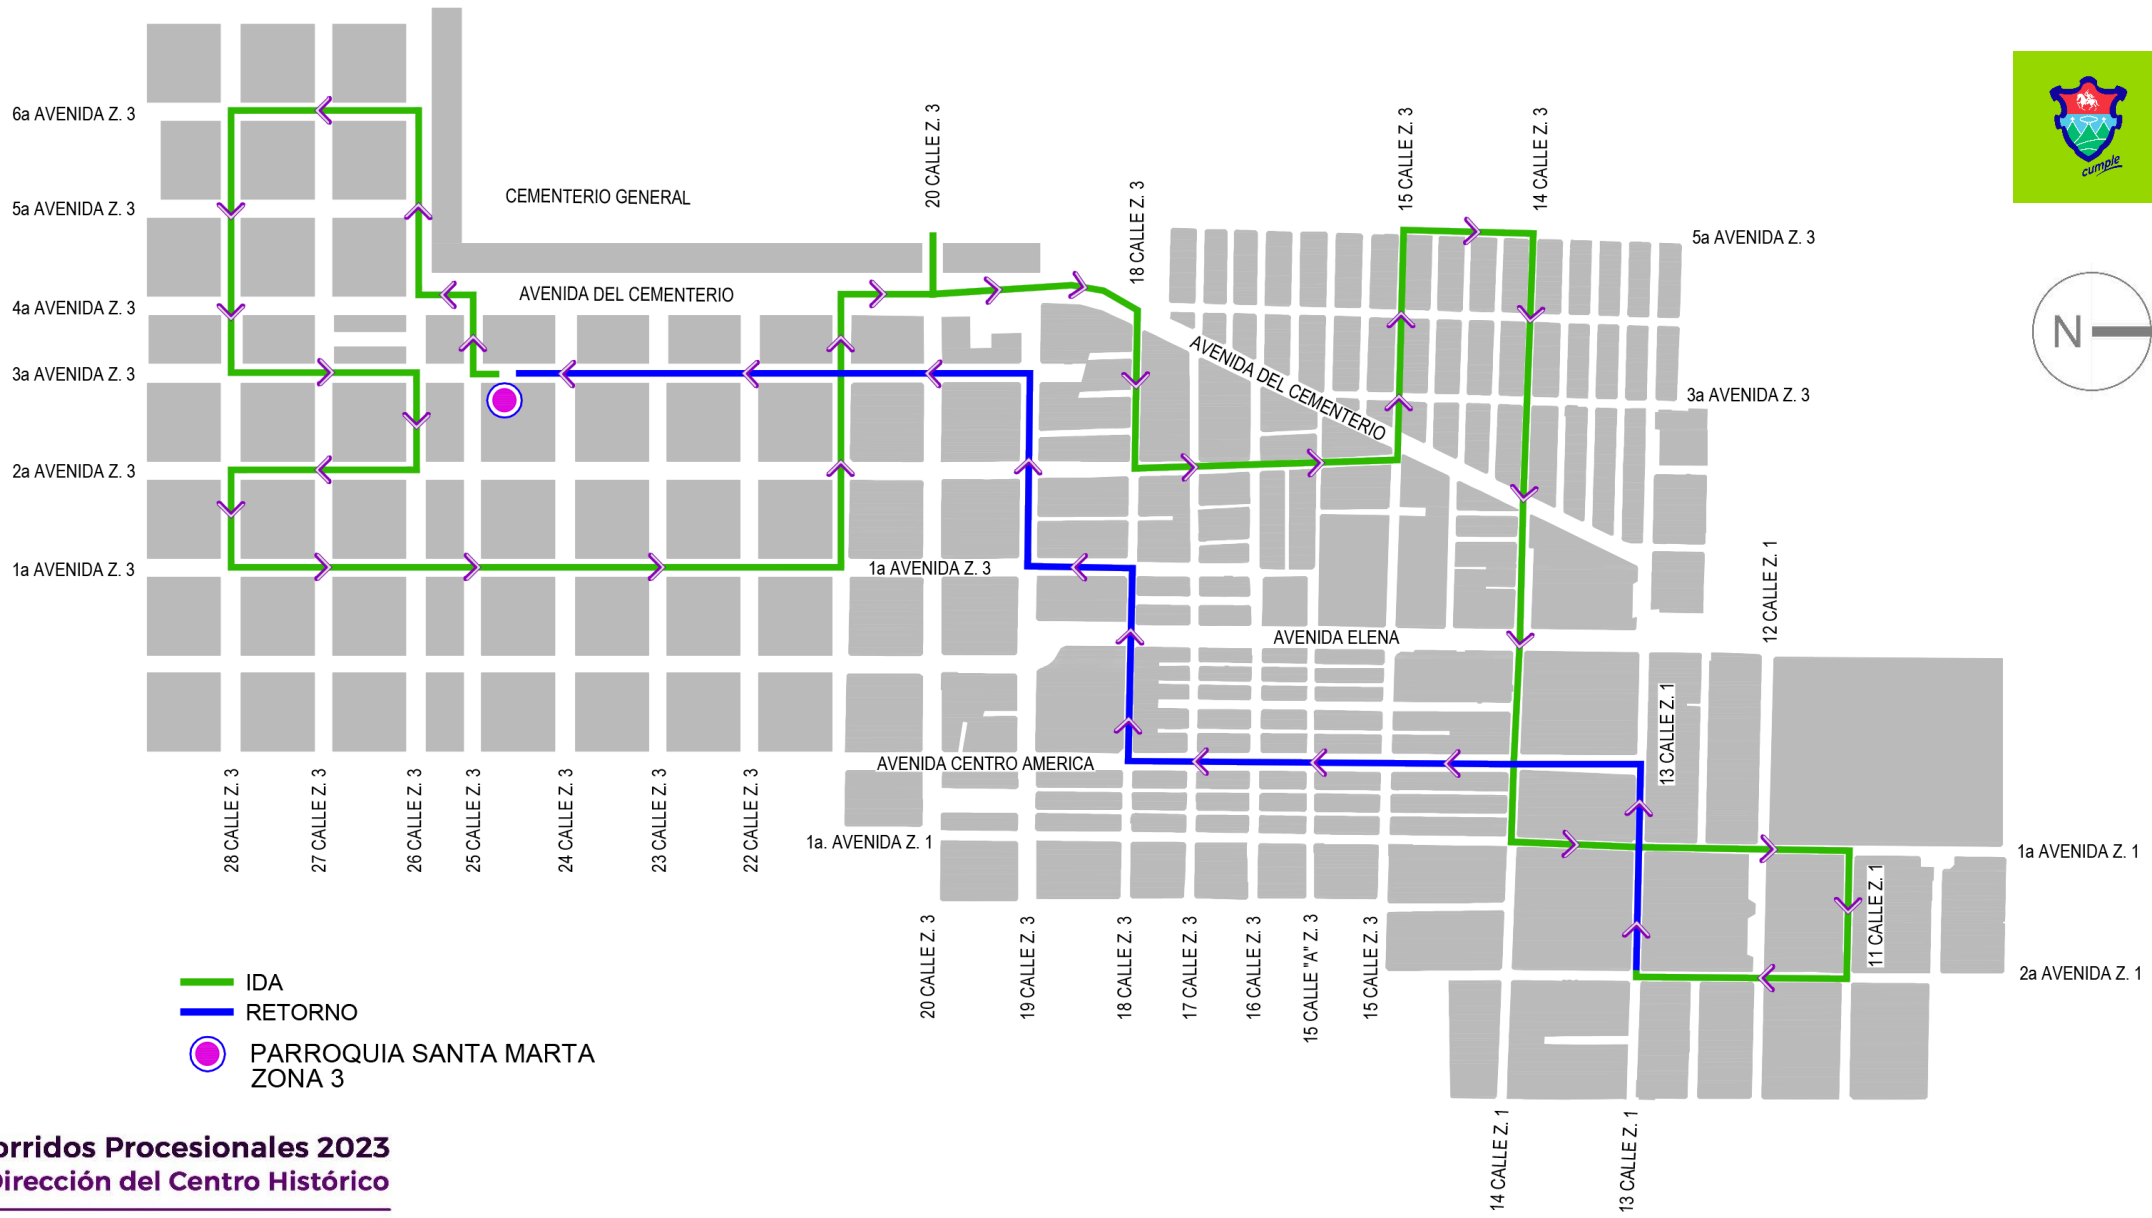 6a AVENIDA Z. 3
5a AVENIDA Z. 3
4a AVENIDA Z. 3
3a AVENIDA Z. 3
2a AVENIDA Z. 3
1a AVENIDA Z. 3
CEMENTERIO GENERAL
AVENIDA DEL CEMENTERIO
20 CALLE Z. 3
18 CALLE Z. 3
15 CALLE Z. 3
14 CALLE Z. 3
cumple
5a AVENIDA Z. 3
N
AVENIDA DEL CEMENTERIO
3a AVENIDA Z. 3
1a AVENIDA Z. 3
12 CALLE Z. 1
AVENIDA ELENA
13 CALLE Z. 1
AVENIDA CENTRO AMERICA
28 CALLE Z. 3
27 CALLE Z. 3
26 CALLE Z. 3
25 CALLE Z. 3
24 CALLE Z. 3
23 CALLE Z. 3
22 CALLE Z. 3
1a. AVENIDA Z. 1
1a AVENIDA Z. 1
11 CALLE Z. 1
2a AVENIDA Z. 1
20 CALLE Z. 3
19 CALLE Z. 3
18 CALLE Z. 3
17 CALLE Z. 3
16 CALLE Z. 3
15 CALLE "A" Z. 3
15 CALLE Z. 3
14 CALLE Z. 1
13 CALLE Z. 1
IDA
RETORNO
PARROQUIA SANTA MARTA
ZONA 3
orridos Procesionales 2023
Dirección del Centro Histórico